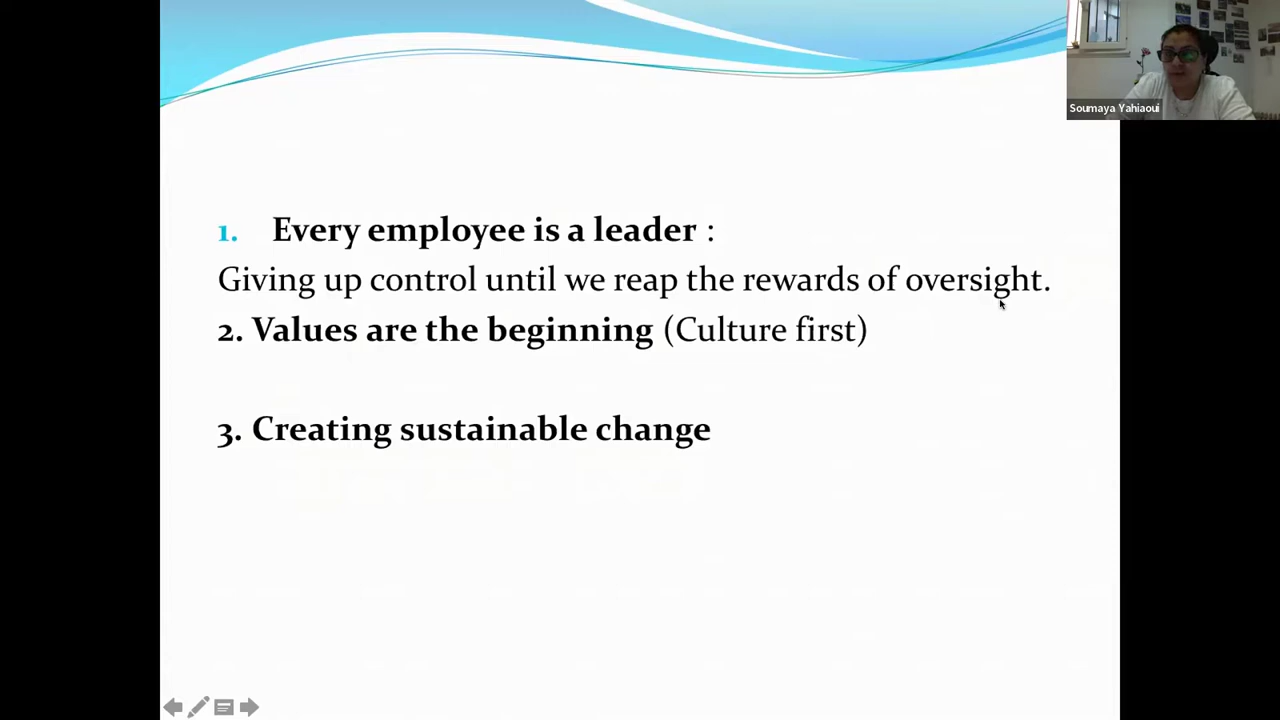 Soumaya Yahiaoui
1. Every employee is a leader :
Giving up control until we reap the rewards of oversight.
2. Values are the beginning (Culture first)
3. Creating sustainable change